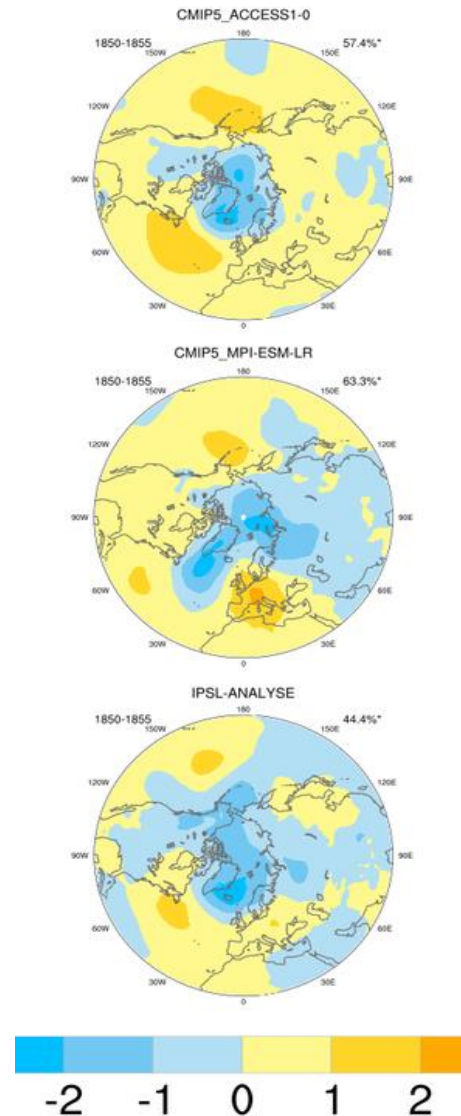 CMIP5_ACCESS1-0
1850-1855 57.4%*
180
150W 150E
120W 120E
90W 90E
60W 60E
30W 30E
0
CMIP5_MPI-ESM-LR
1850-1855 63.3%*
180
150W 150E
120W 120E
90W 90E
60W 60E
30W 30E
0
IPSL-ANALYSE
1850-1855 44.4%*
180
150W 150E
120W 120E
90W 90E
60W 60E
30W 30E
0
-2 -1 0 1 2